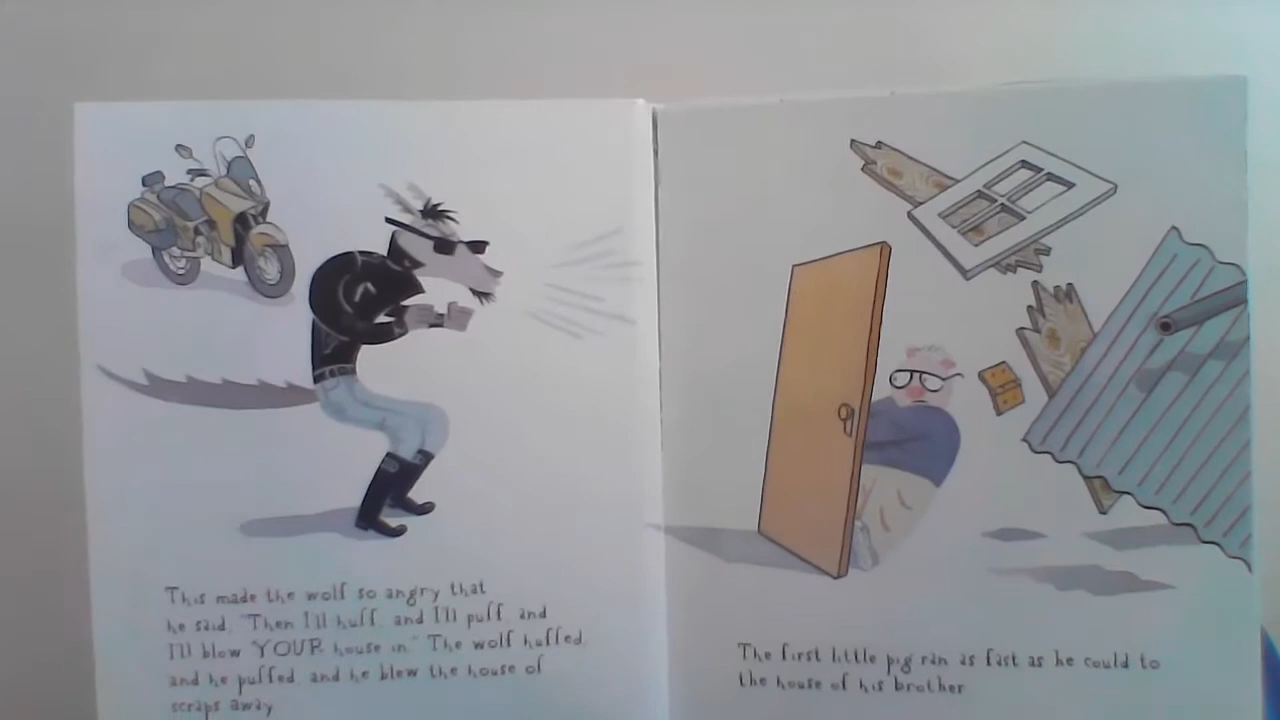 This made the wolf so angry that
he said, "Then I'll huff, and I'll puff, and
I'll blow YOUR house in." The wolf huffed,
and he puffed, and he blew the house of
scraps away
The first little pig ran as fast as he could to
the house of his brother